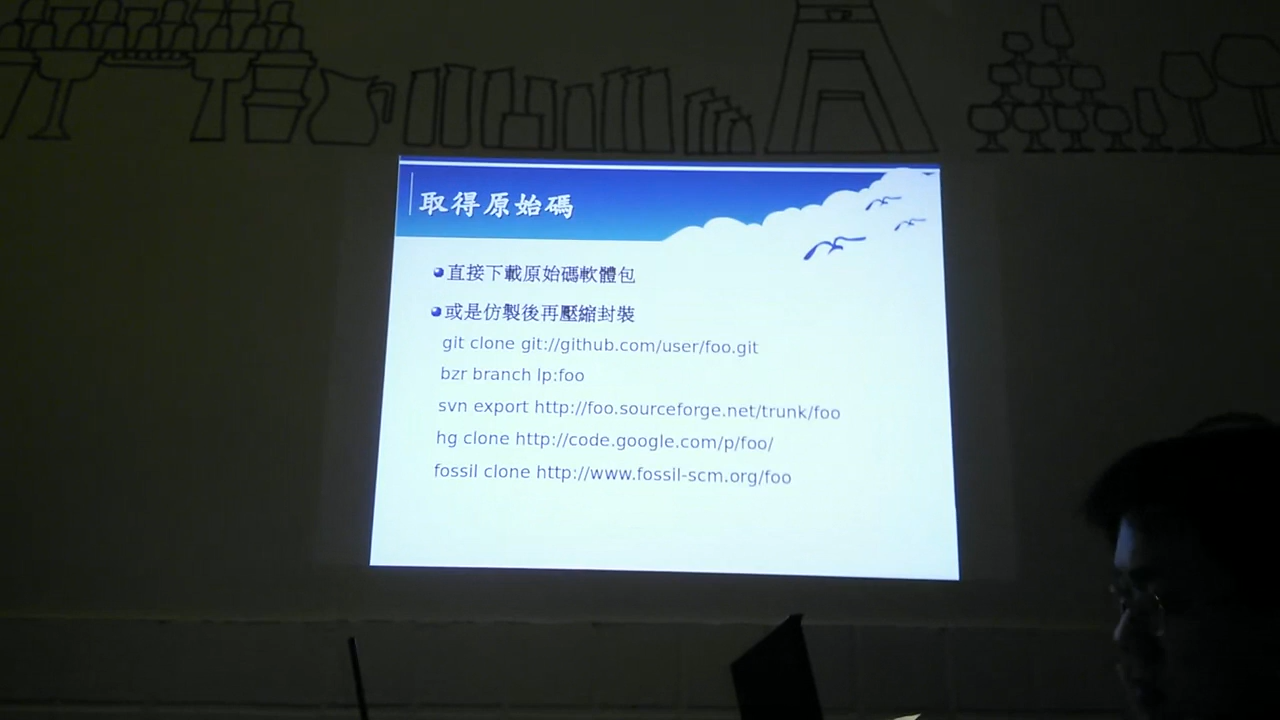 取得原始碼
直接下載原始碼軟體包
或是仿製後再壓縮封裝
git clone git://github.com/user/foo.git
bzr branch lp:foo
svn export http://foo.sourceforge.net/trunk/foo
hg clone http://code.google.com/p/foo/
fossil clone http://www.fossil-scm.org/foo